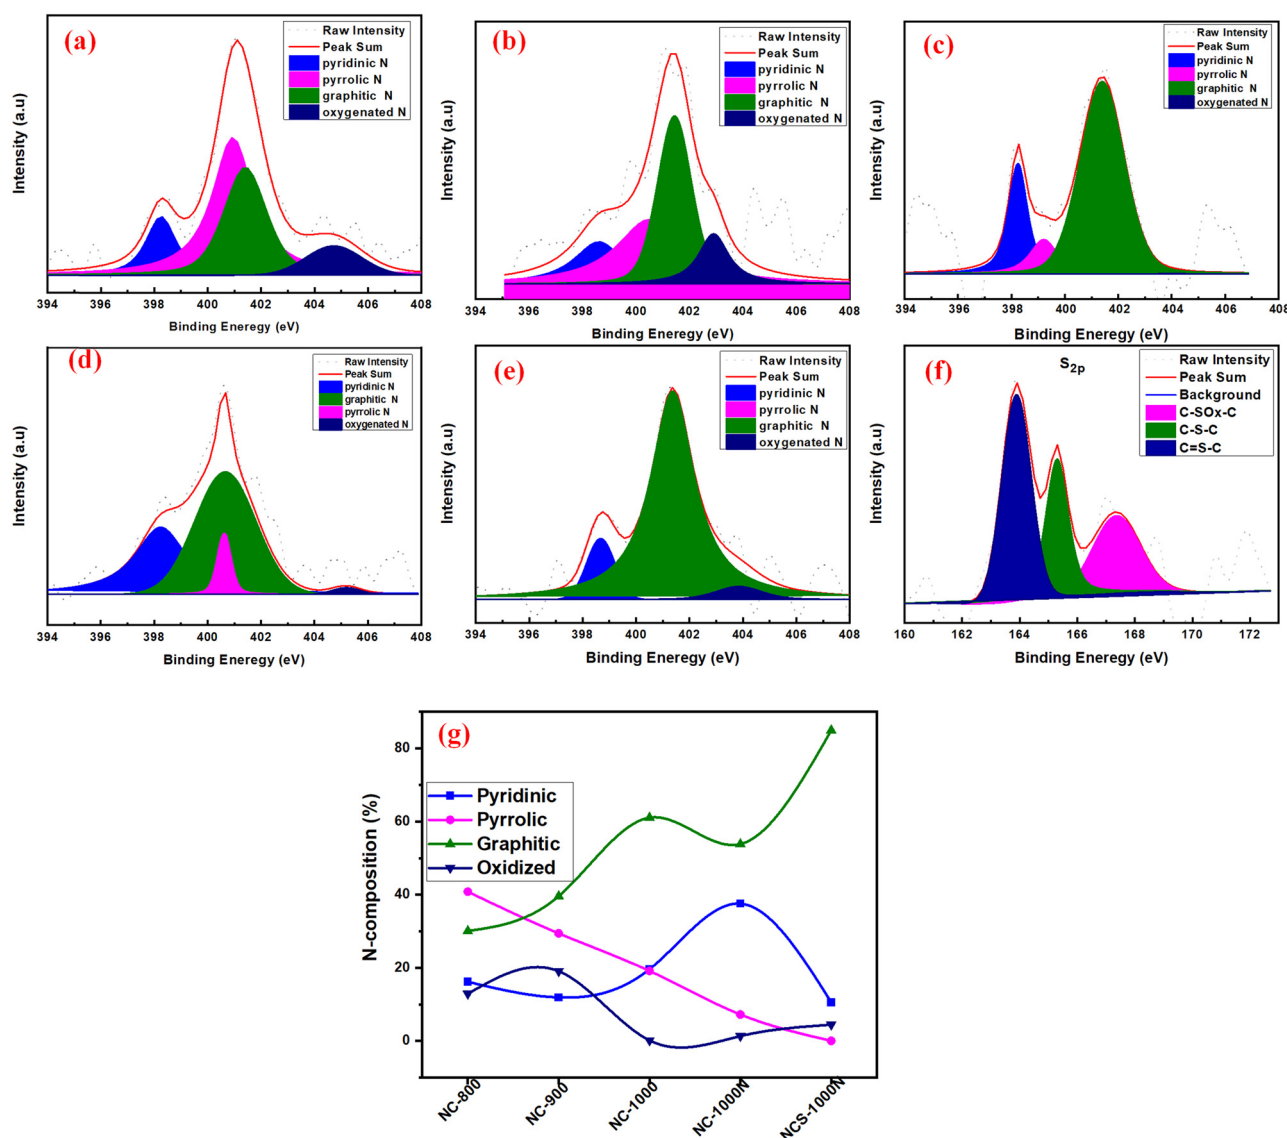 (a)
Raw Intensity
Peak Sum
pyridinic N
pyrrolic N
graphitic N
oxygenated N
Intensity (a.u)
394 396 398 400 402 404 406 408
Binding Eneregy (eV)
(b)
Raw Intensity
Peak Sum
pyridinic N
pyrrolic N
graphitic N
oxygenated N
Intensity (a.u)
394 396 398 400 402 404 406 408
Binding Eneregy (eV)
(c)
Raw Intensity
Peak Sum
pyridinic N
pyrrolic N
graphitic N
oxygenated N
Intensity (a.u)
394 396 398 400 402 404 406 408
Binding Eneregy (eV)
(d)
Raw Intensity
Peak Sum
pyridinic N
graphitic N
pyrrolic N
oxygenated N
Intensity (a.u)
394 396 398 400 402 404 406 408
Binding Eneregy (eV)
(e)
Raw Intensity
Peak Sum
pyridinic N
pyrrolic N
graphitic N
oxygenated N
Intensity (a.u)
394 396 398 400 402 404 406 408
Binding Eneregy (eV)
(f)
S2p
Raw Intensity
Peak Sum
Background
C-SOx-C
C-S-C
C=S-C
Intensity (a.u)
160 162 164 166 168 170 172
Binding Eneregy (eV)
(g)
Pyridinic
Pyrrolic
Graphitic
Oxidized
N-composition (%)
80
60
40
20
0
NC-800 NC-900 NC-1000 NC-1000N NCS-1000N